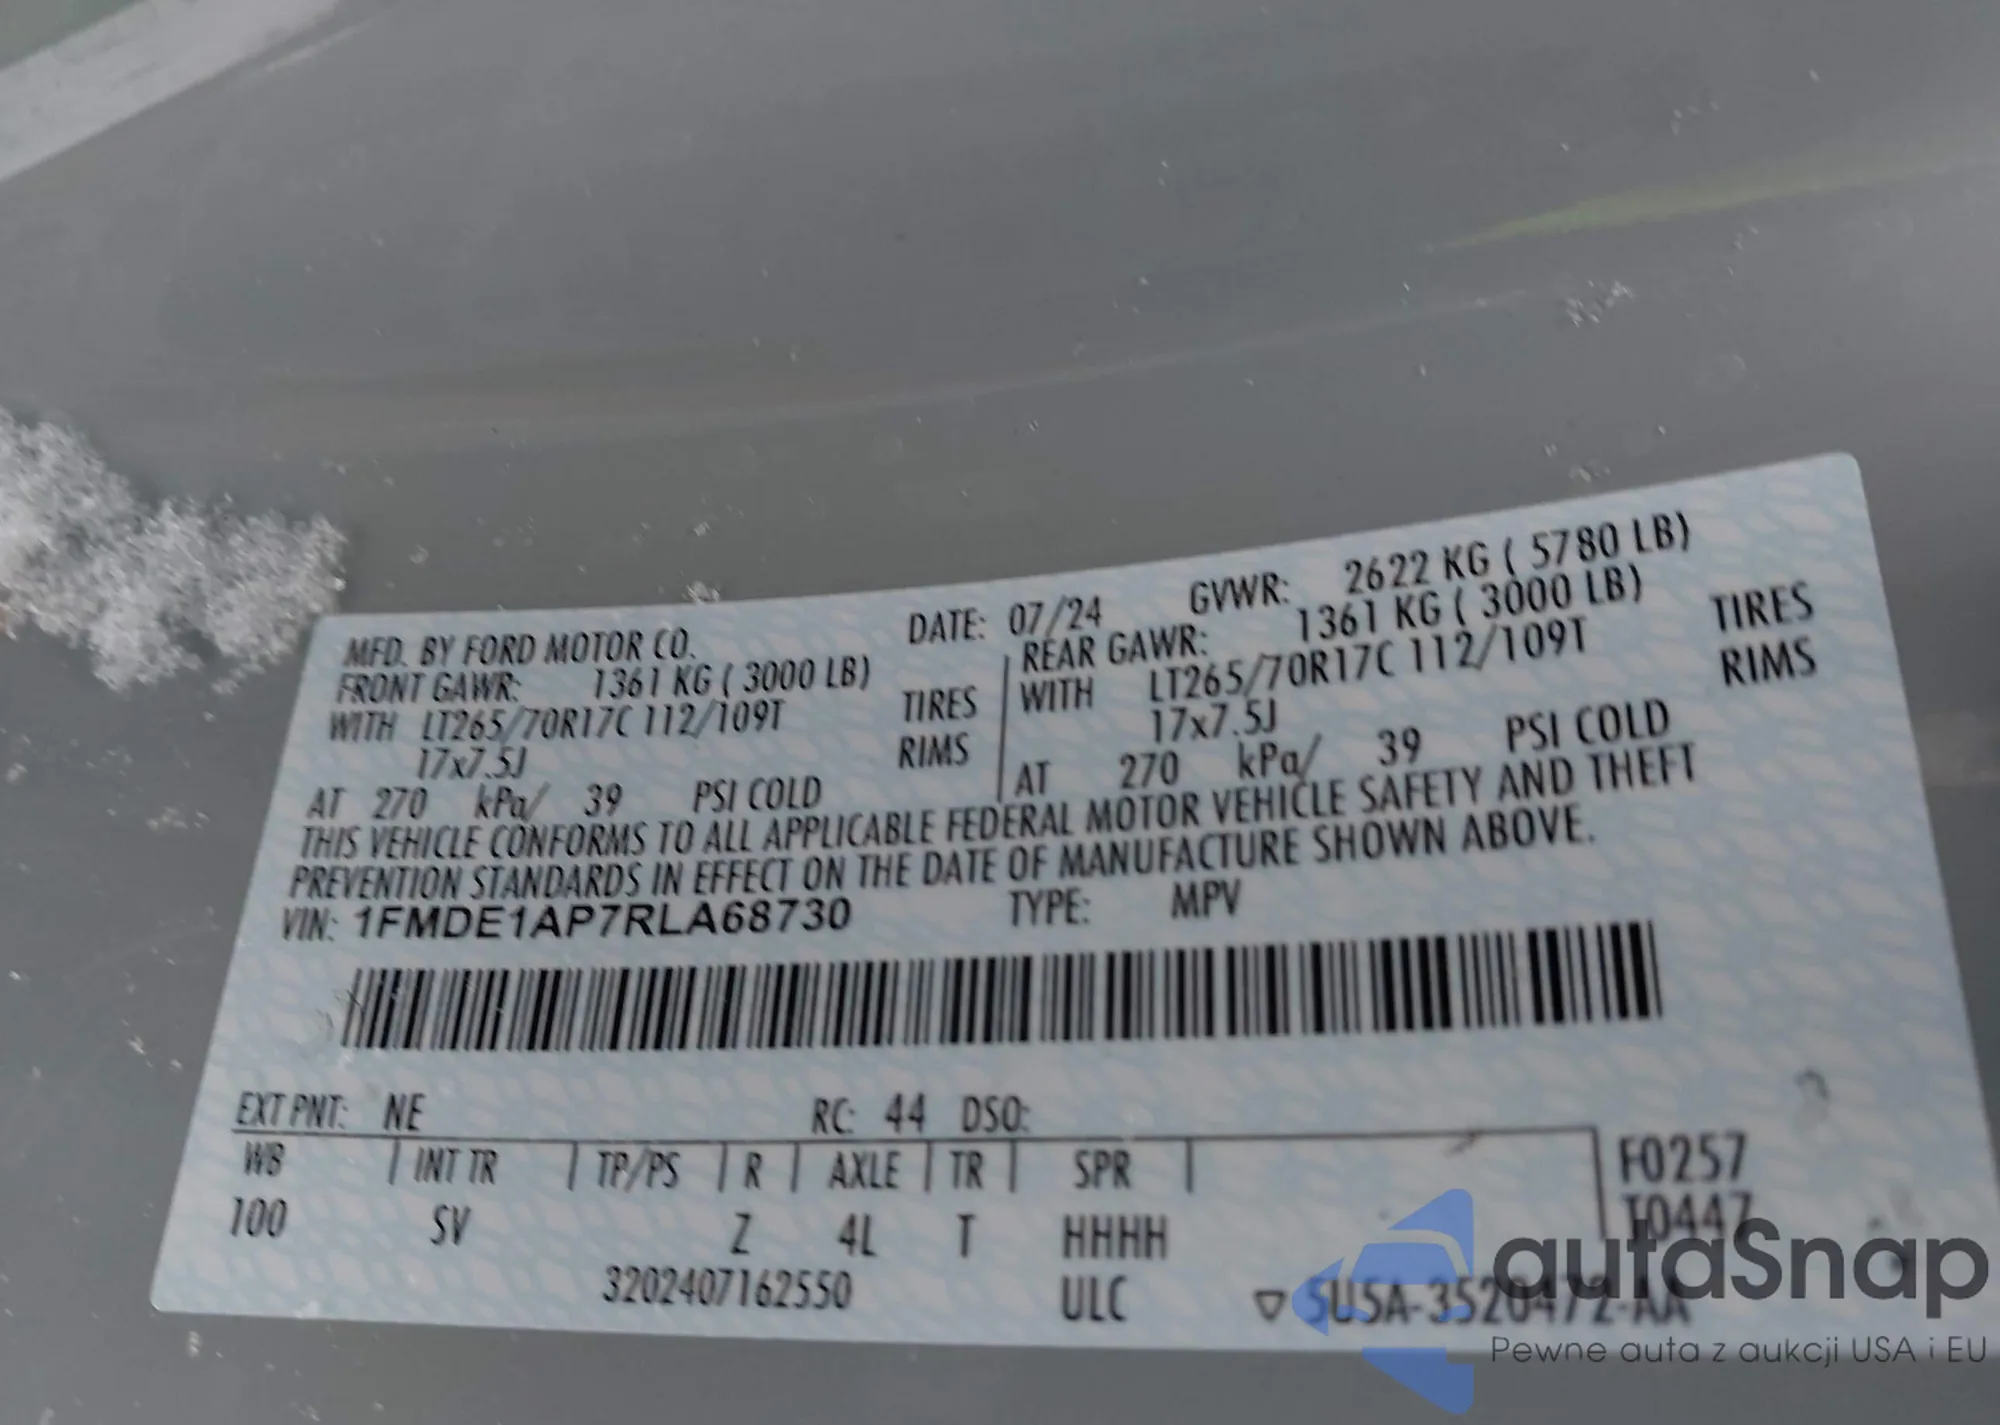 MFD. BY FORD MOTOR CO. DATE: 07/24 GVWR: 2622 KG ( 5780 LB)
FRONT GAWR: 1361 KG ( 3000 LB) REAR GAWR: 1361 KG ( 3000 LB)
WITH LT265/70R17C 112/109T TIRES WITH LT265/70R17C 112/109T TIRES
17x7.5J RIMS 17x7.5J RIMS
AT 270 kPa/ 39 PSI COLD AT 270 kPa/ 39 PSI COLD
THIS VEHICLE CONFORMS TO ALL APPLICABLE FEDERAL MOTOR VEHICLE SAFETY AND THEFT
PREVENTION STANDARDS IN EFFECT ON THE DATE OF MANUFACTURE SHOWN ABOVE.
VIN: 1FMDE1AP7RLA68730 TYPE: MPV
EXT PNT: NE RC: 44 DSO:
WB INT TR TP/PS R AXLE TR SPR F0257
100 SV Z 4L T HHHH T0447
3202407162550 ULC ▽ 5U5A-3520472-AA
autaSnap
Pewne auta z aukcji USA i EU